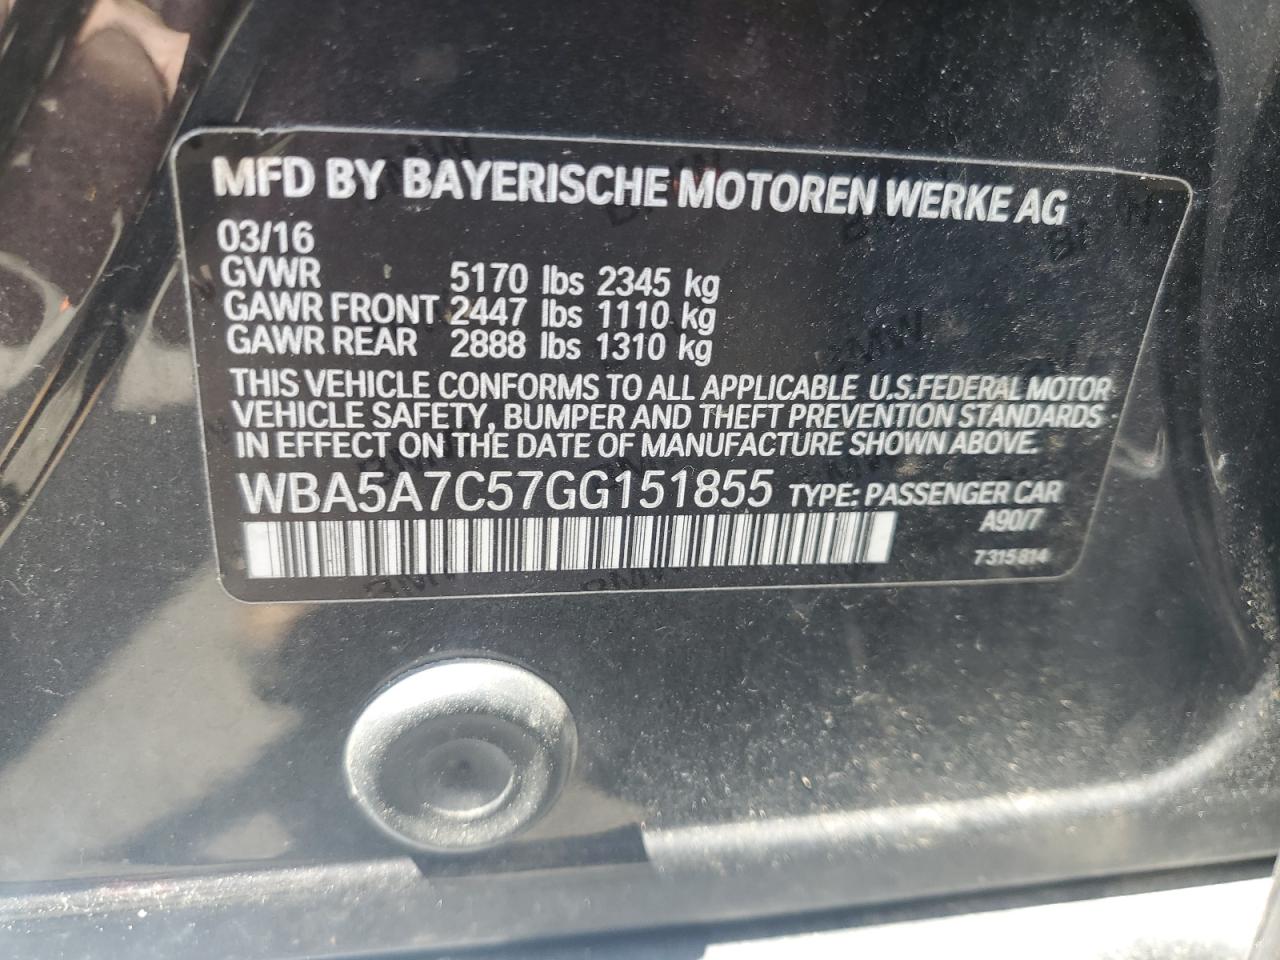 MFD BY BAYERISCHE MOTOREN WERKE AG
03/16
GVWR 5170 lbs 2345 kg
GAWR FRONT 2447 lbs 1110 kg
GAWR REAR 2888 lbs 1310 kg
THIS VEHICLE CONFORMS TO ALL APPLICABLE U.S.FEDERAL MOTOR
VEHICLE SAFETY, BUMPER AND THEFT PREVENTION STANDARDS
IN EFFECT ON THE DATE OF MANUFACTURE SHOWN ABOVE.
WBA5A7C57GG151855 TYPE: PASSENGER CAR
A90/7
7315814